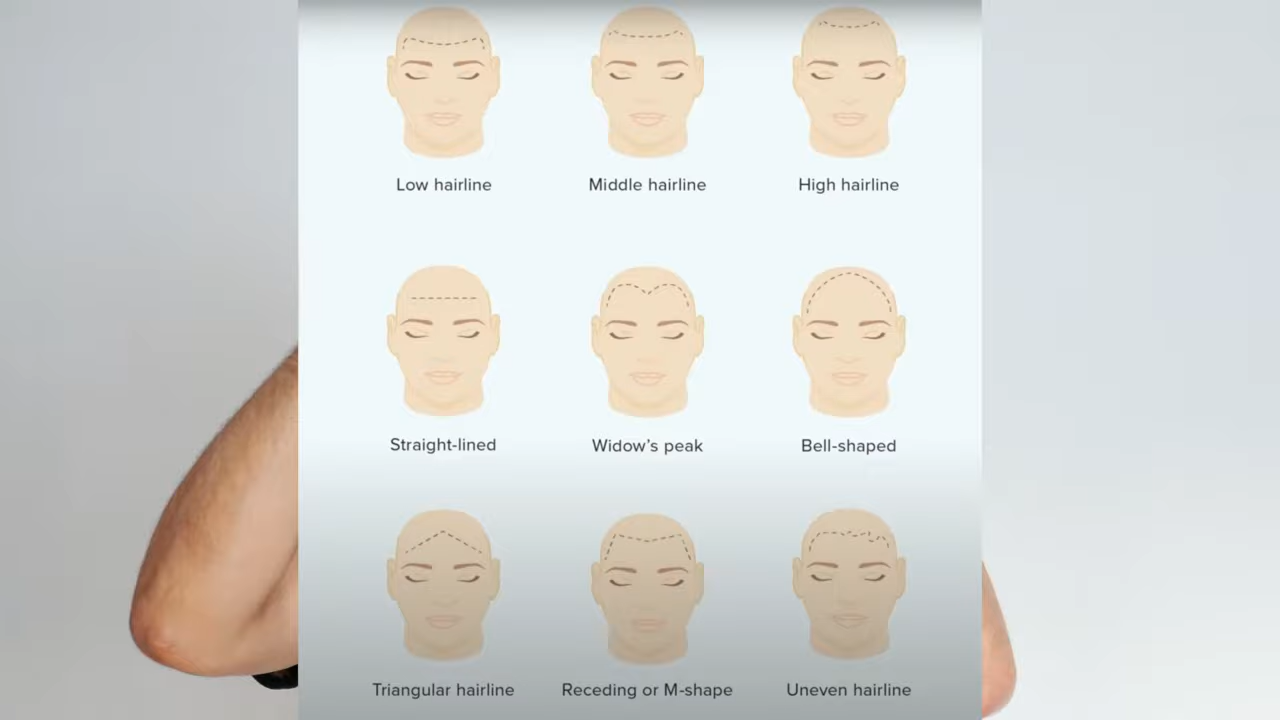 Low hairline
Middle hairline
High hairline
Straight-lined
Widow's peak
Bell-shaped
Triangular hairline
Receding or M-shape
Uneven hairline